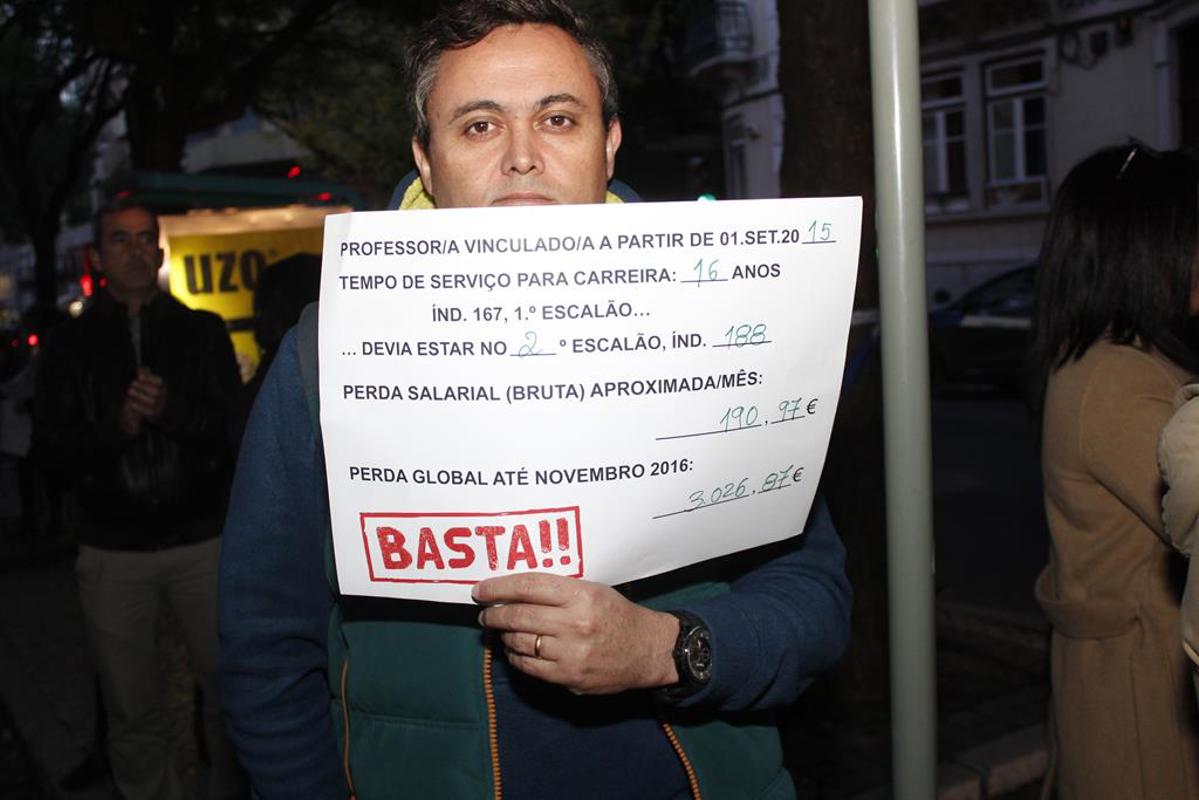 PROFESSOR/A VINCULADO/A A PARTIR DE 01.SET.2015
TEMPO DE SERVIÇO PARA CARREIRA: 16 ANOS
ÍND. 167, 1.º ESCALÃO...
... DEVIA ESTAR NO 2 º ESCALÃO, ÍND. 188
PERDA SALARIAL (BRUTA) APROXIMADA/MÊS:
190,97€
PERDA GLOBAL ATÉ NOVEMBRO 2016:
3.026,87€
BASTA!!
UZO